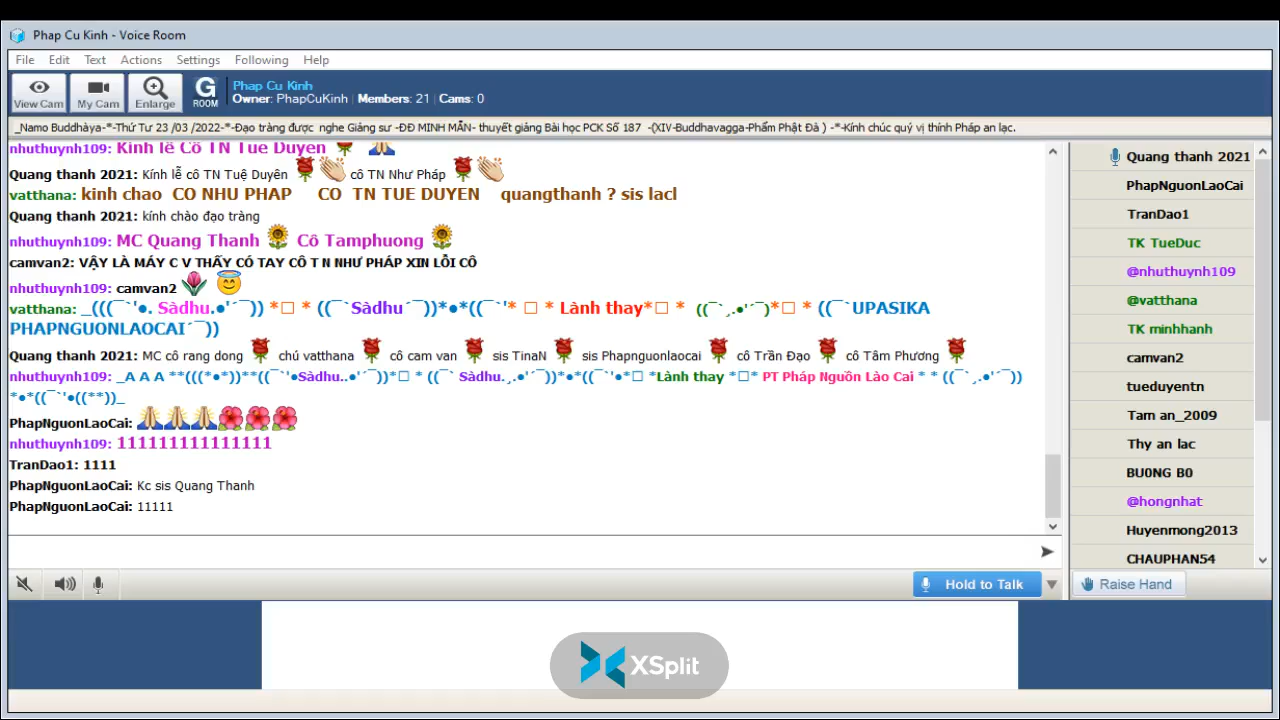 Phap Cu Kinh - Voice Room
File Edit Text Actions Settings Following Help
View Cam My Cam Enlarge G ROOM
Phap Cu Kinh
Owner: PhapCuKinh | Members: 21 | Cams: 0
_Namo Buddhàya-*-Thứ Tư 23 /03 /2022-*-Đạo tràng được nghe Giảng sư -ĐĐ MINH MẪN- thuyết giảng Bài học PCK Số 187 -(XIV-Buddhavagga-Phẩm Phật Đà ) -*-Kính chúc quý vị thính Pháp an lạc.
nhuthuynh109: Kính lễ Cô TN Tuệ Duyên 🌹 🙏
Quang thanh 2021: Kính lễ cô TN Tuệ Duyên 🌹👏 cô TN Như Pháp 🌹👏
vatthana: kinh chao CO NHU PHAP CO TN TUE DUYEN quangthanh ? sis lacl
Quang thanh 2021: kính chào đạo tràng
nhuthuynh109: MC Quang Thanh 🌻 Cô Tamphuong 🌻
camvan2: VẬY LÀ MÁY C V THẤY CÓ TAY CÔ T N NHƯ PHÁP XIN LỖI CÔ
nhuthuynh109: camvan2 🌷 😇
vatthana: _(((¯`'●. Sàdhu.●'´¯)) *□ * ((¯`Sàdhu´¯))*●*((¯`'* □ * Lành thay*□ * ((¯`¸.●'´¯)*□ * ((¯`UPASIKA
PHAPNGUONLAOCAI´¯))
Quang thanh 2021: MC cô rang dong 🌹 chú vatthana 🌹 cô cam van 🌹 sis TinaN 🌹 sis Phapnguonlaocai 🌹 cô Trần Đạo 🌹 cô Tâm Phương 🌹
nhuthuynh109: _A A A **(((*●*))**((¯`'●Sàdhu..●'´¯))*□ * ((¯` Sàdhu.¸.●'´¯))*●*((¯`'●*□ *Lành thay *□* PT Pháp Nguồn Lào Cai * * ((¯`¸.●'´¯))
*●*((¯`'●((**))_
PhapNguonLaoCai: 🙏🙏🙏🌺🌺🌺
nhuthuynh109: 111111111111111
TranDao1: 1111
PhapNguonLaoCai: Kc sis Quang Thanh
PhapNguonLaoCai: 11111
Quang thanh 2021
PhapNguonLaoCai
TranDao1
TK TueDuc
@nhuthuynh109
@vatthana
TK minhhanh
camvan2
tueduyentn
Tam an_2009
Thy an lac
BU0NG B0
@hongnhat
Huyenmong2013
CHAUPHAN54
Hold to Talk
Raise Hand
XSplit